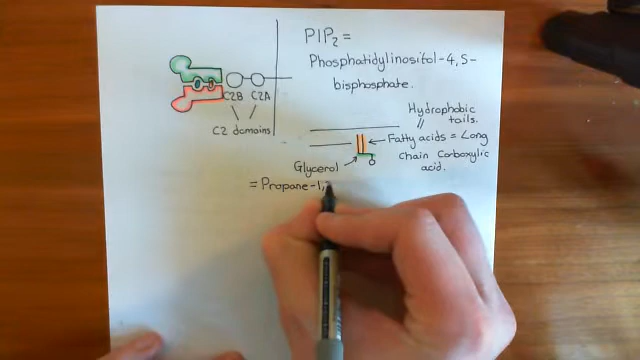 PIP2 =
Phosphatidylinositol-4,5-
bisphosphate.
C2B C2A
C2 domains
Hydrophobic
tails.
Fatty acids = Long
chain Carboxylic
acid.
Glycerol
= Propane-1,